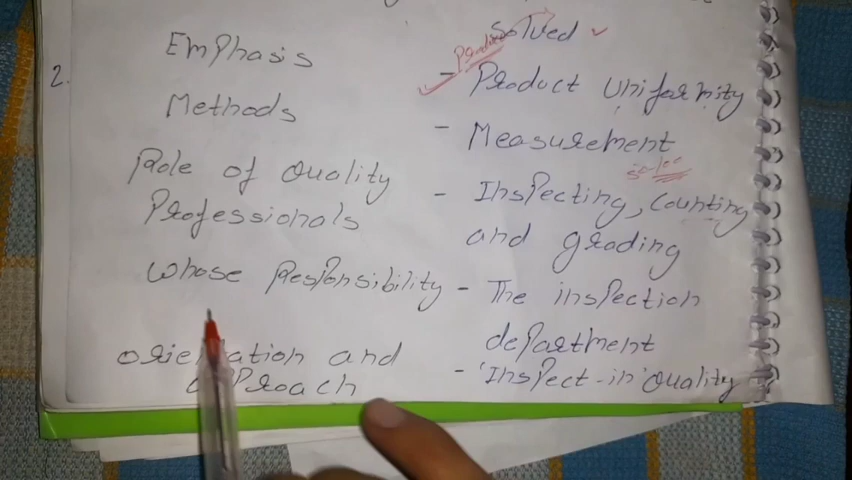 solved
Emphasis
2.
- Product Uniformity
Methods
- Measurement
Role of Quality
Professionals
- Inspecting, Counting
and grading
Whose Responsibility
- The inspection
department
orientation and
approach
- 'Inspect-in' quality